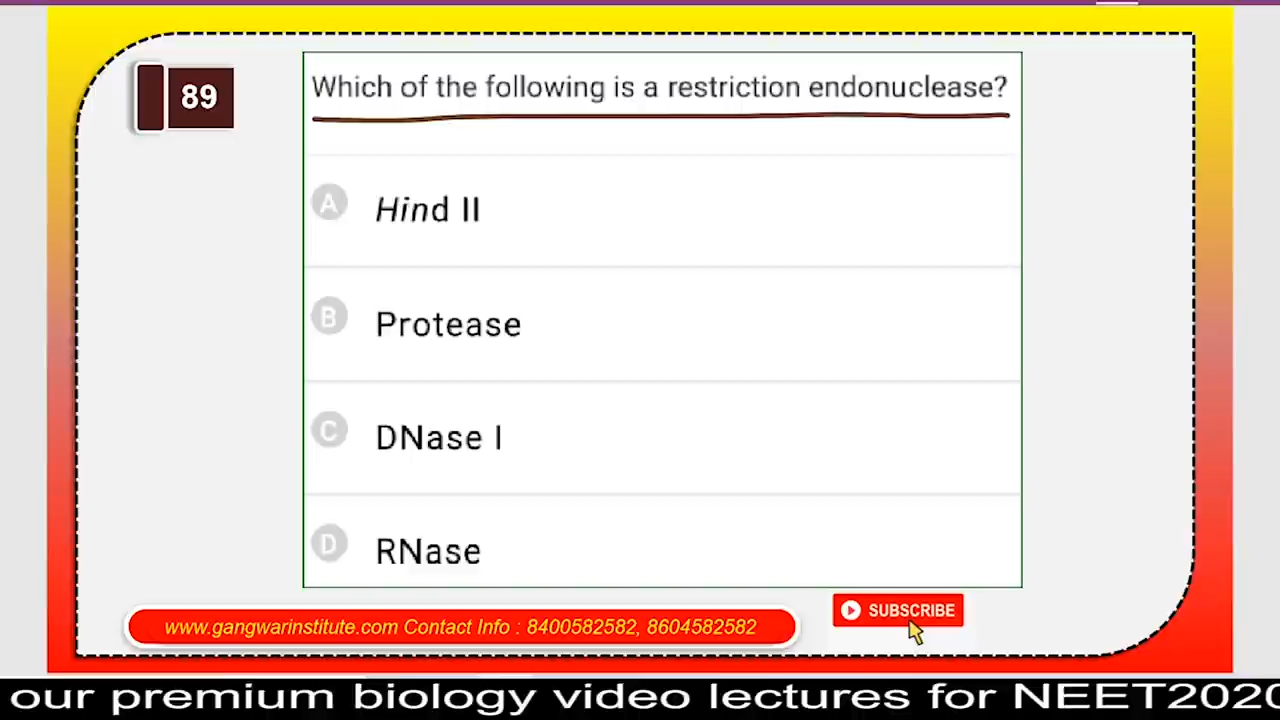 89
Which of the following is a restriction endonuclease?
A Hind II
B Protease
C DNase I
D RNase
www.gangwarinstitute.com Contact Info : 8400582582, 8604582582
SUBSCRIBE
our premium biology video lectures for NEET2020